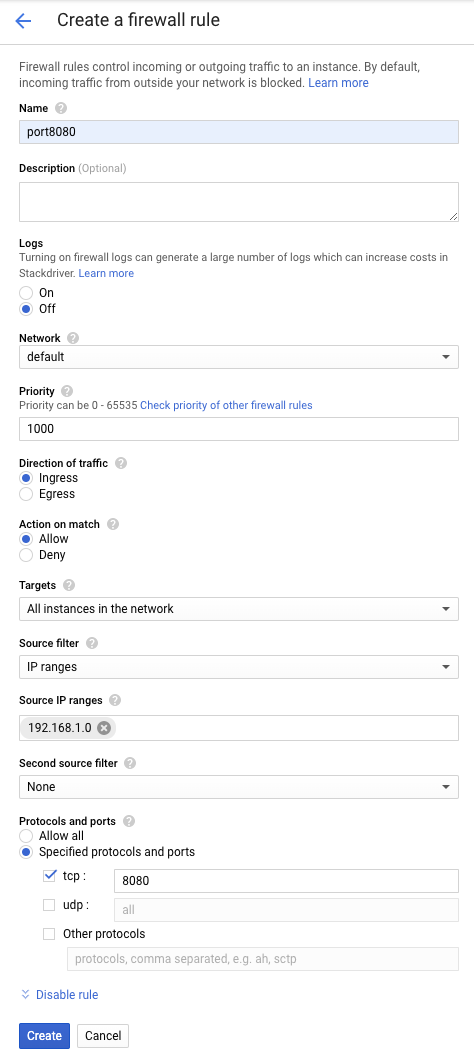 Create a firewall rule
Firewall rules control incoming or outgoing traffic to an instance. By default,
incoming traffic from outside your network is blocked. Learn more
Name
port8080
Description (Optional)
Logs
Turning on firewall logs can generate a large number of logs which can increase costs in
Stackdriver. Learn more
On
Off
Network
default
Priority
Priority can be 0 - 65535 Check priority of other firewall rules
1000
Direction of traffic
Ingress
Egress
Action on match
Allow
Deny
Targets
All instances in the network
Source filter
IP ranges
Source IP ranges
192.168.1.0
Second source filter
None
Protocols and ports
Allow all
Specified protocols and ports
tcp : 8080
udp : all
Other protocols
protocols, comma separated, e.g. ah, sctp
Disable rule
Create Cancel